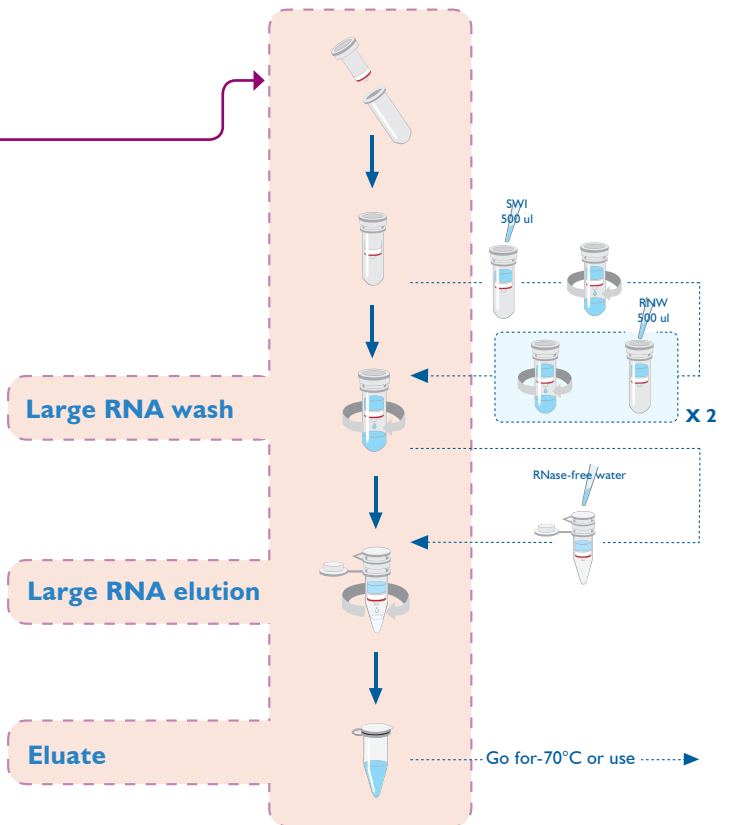 SWI
500 ul
RNW
500 ul
Large RNA wash
X 2
RNase-free water
Large RNA elution
Eluate
Go for-70°C or use